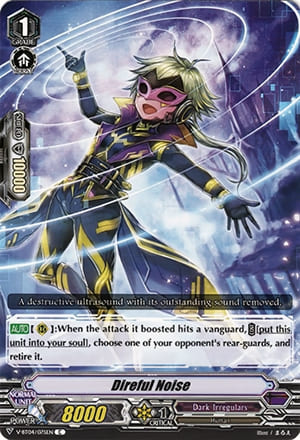 1
GRADE
BOOST
10000
A destructive ultrasound with its outstanding sound removed.
AUTO【R】:When the attack it boosted hits a vanguard, [put this
unit into your soul], choose one of your opponent's rear-guards, and
retire it.
Direful Noise
NORMAL
UNIT
POWER
8000
1
CRITICAL
Dark Irregulars
Human
V-BT04/075EN C